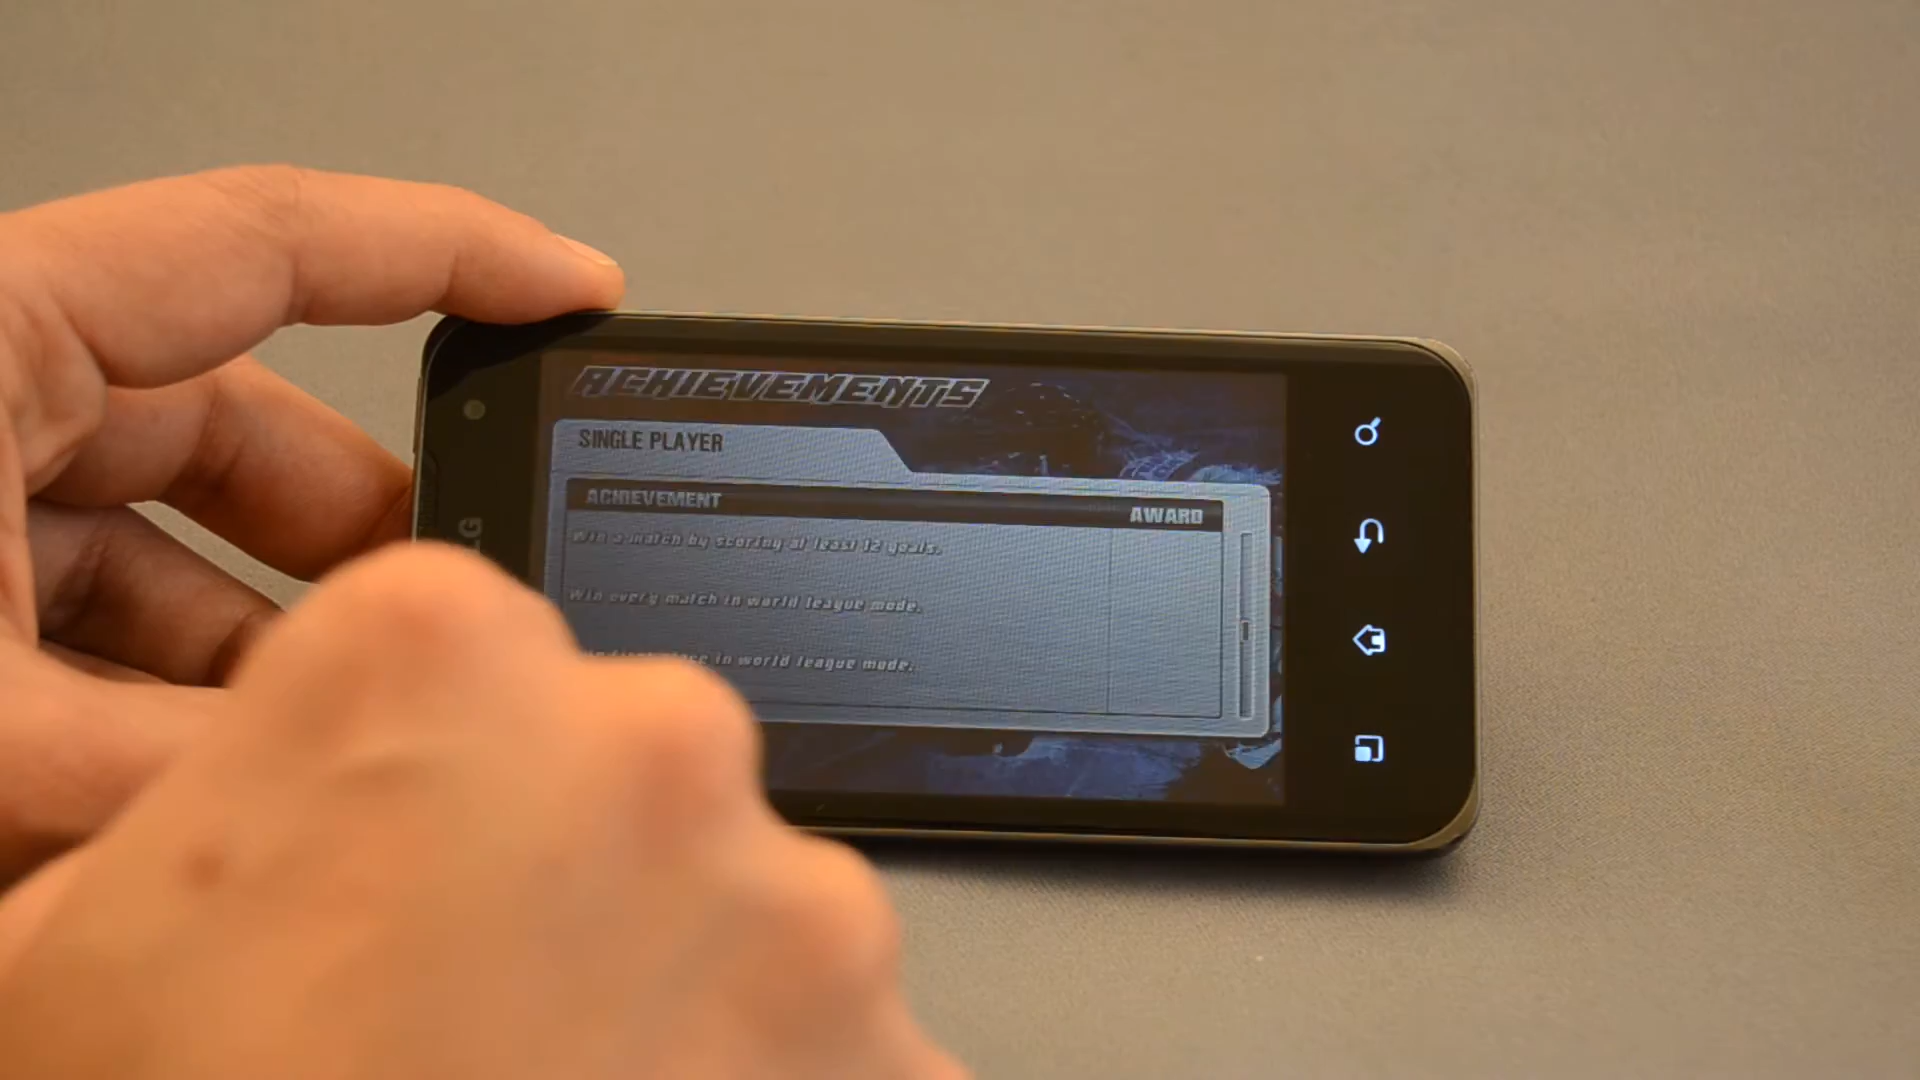 ACHIEVEMENTS
SINGLE PLAYER
ACHIEVEMENT AWARD
Win a match by scoring at least 12 goals.
Win every match in world league mode.
in world league mode.
LG